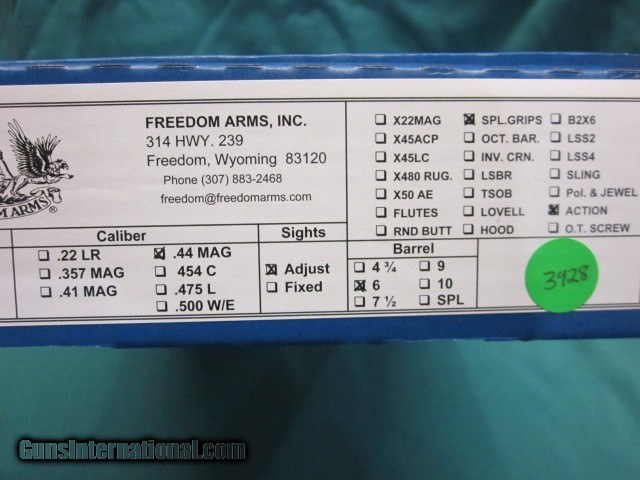 FREEDOM ARMS, INC.
314 HWY. 239
Freedom, Wyoming 83120
Phone (307) 883-2468
freedom@freedomarms.com
M ARMS
☐ X22MAG ☒ SPL.GRIPS ☐ B2X6
☐ X45ACP ☐ OCT. BAR. ☐ LSS2
☐ X45LC ☐ INV. CRN. ☐ LSS4
☐ X480 RUG. ☐ LSBR ☐ SLING
☐ X50 AE ☐ TSOB ☐ Pol. & JEWEL
☐ FLUTES ☐ LOVELL ☒ ACTION
☐ RND BUTT ☐ HOOD ☐ O.T. SCREW
Caliber
☐ .22 LR ☒ .44 MAG
☐ .357 MAG ☐ 454 C
☐ .41 MAG ☐ .475 L
☐ .500 W/E
Sights
☒ Adjust
☐ Fixed
Barrel
☐ 4 ¾ ☐ 9
☒ 6 ☐ 10
☐ 7 ½ ☐ SPL
3928
GunsInternational.com